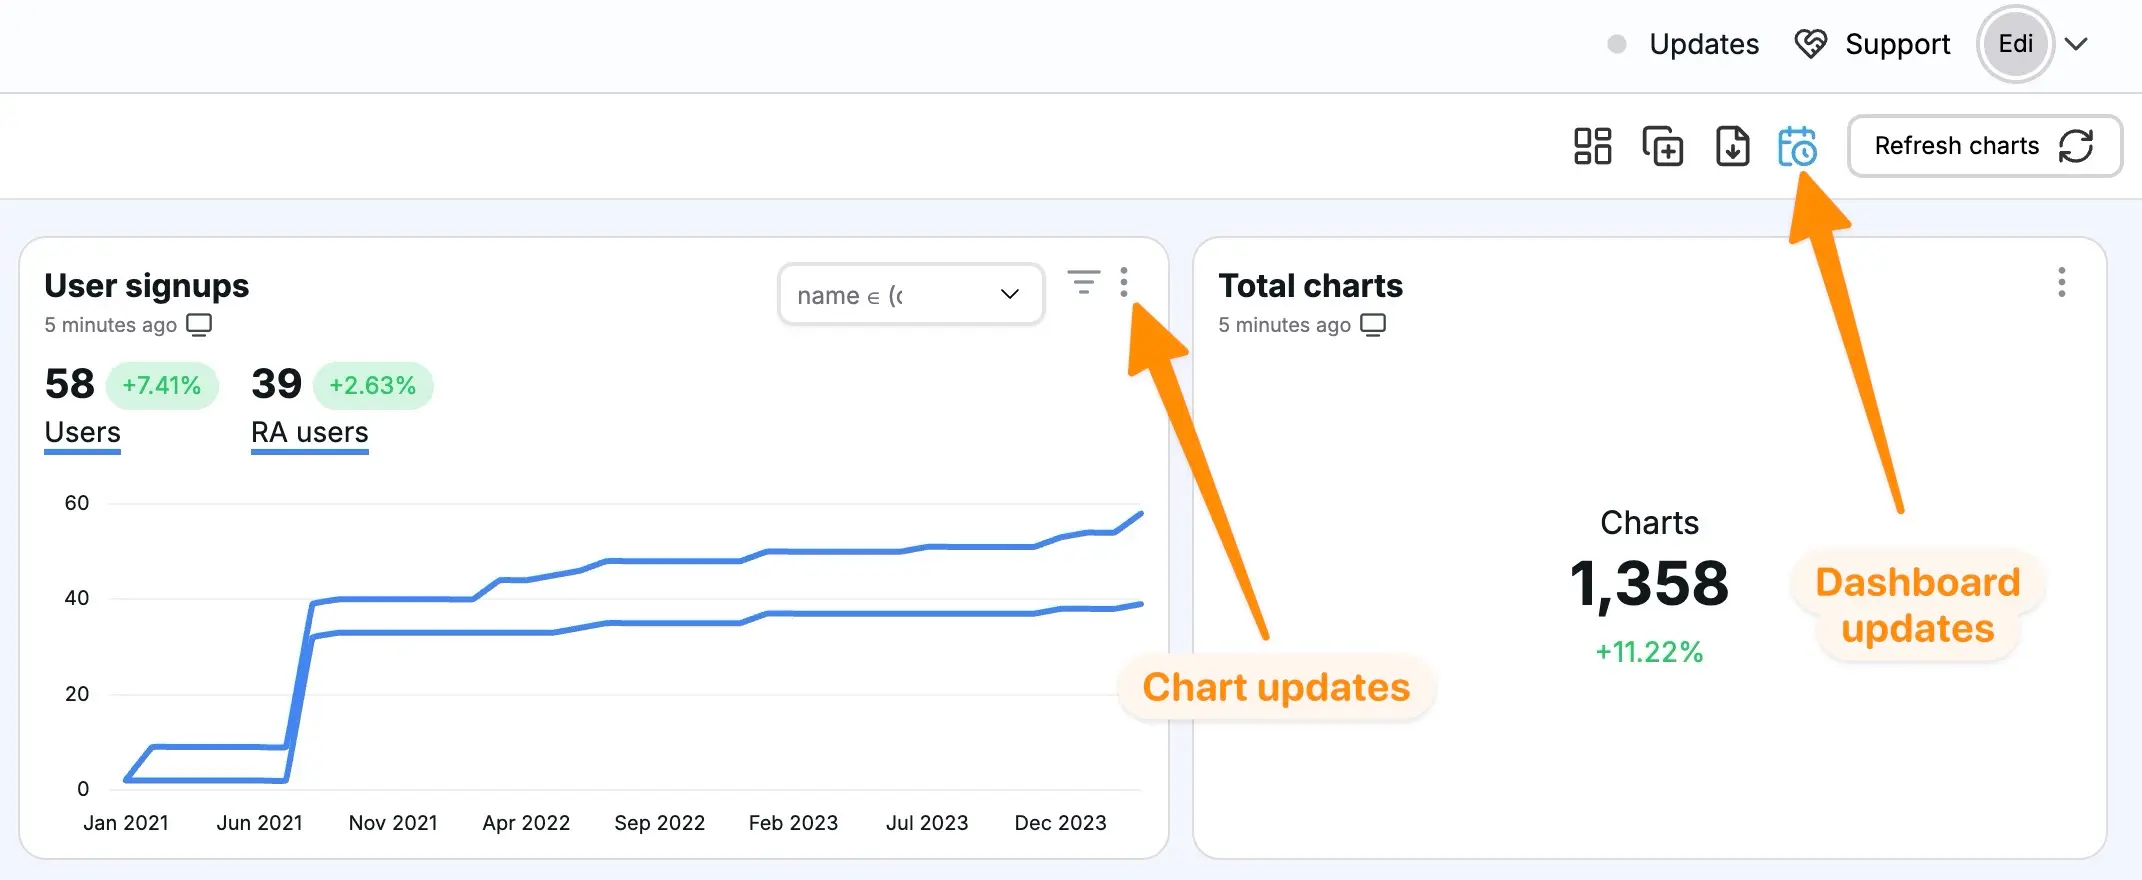 Updates
Support
Edi
Refresh charts
User signups
5 minutes ago
name ∈ (
58 +7.41%
Users
39 +2.63%
RA users
60
40
20
0
Jan 2021 Jun 2021 Nov 2021 Apr 2022 Sep 2022 Feb 2023 Jul 2023 Dec 2023
Chart updates
Total charts
5 minutes ago
Charts
1,358
+11.22%
Dashboard
updates